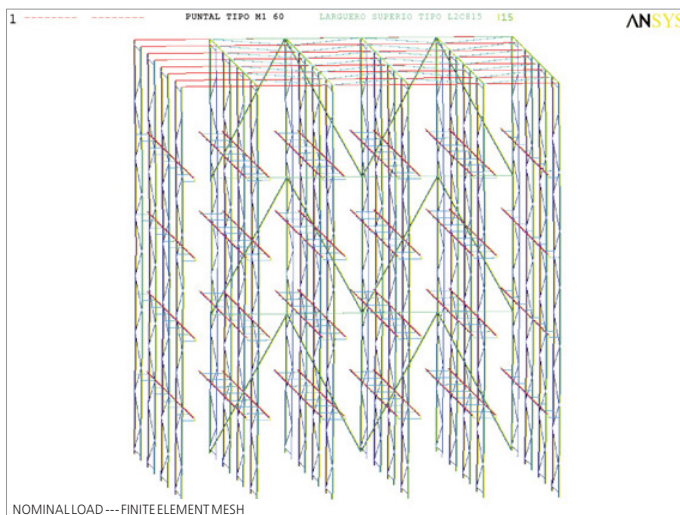 1 PUNTAL TIPO M1 60 LARGUERO SUPERIO TIPO L2C815 15 ANSYS
NOMINAL LOAD --- FINITE ELEMENT MESH